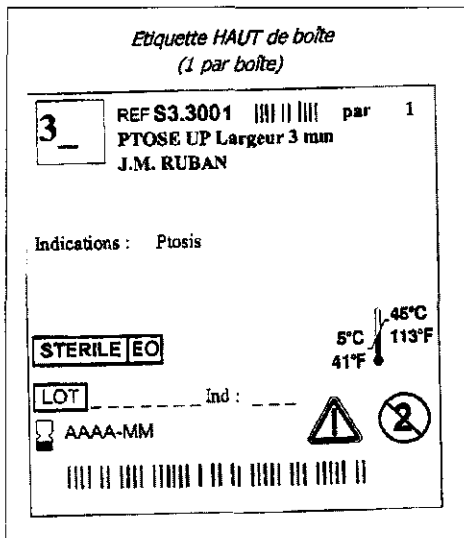 Etiquette HAUT de boîte
(1 par boîte)
3_
REF S3.3001 par 1
PTOSE UP Largeur 3 mm
J.M. RUBAN
Indications : Ptosis
45°C
5°C 113°F
41°F
STERILE EO
LOT _ _ _ _ _ _ _ Ind : _ _ _
2
AAAA-MM